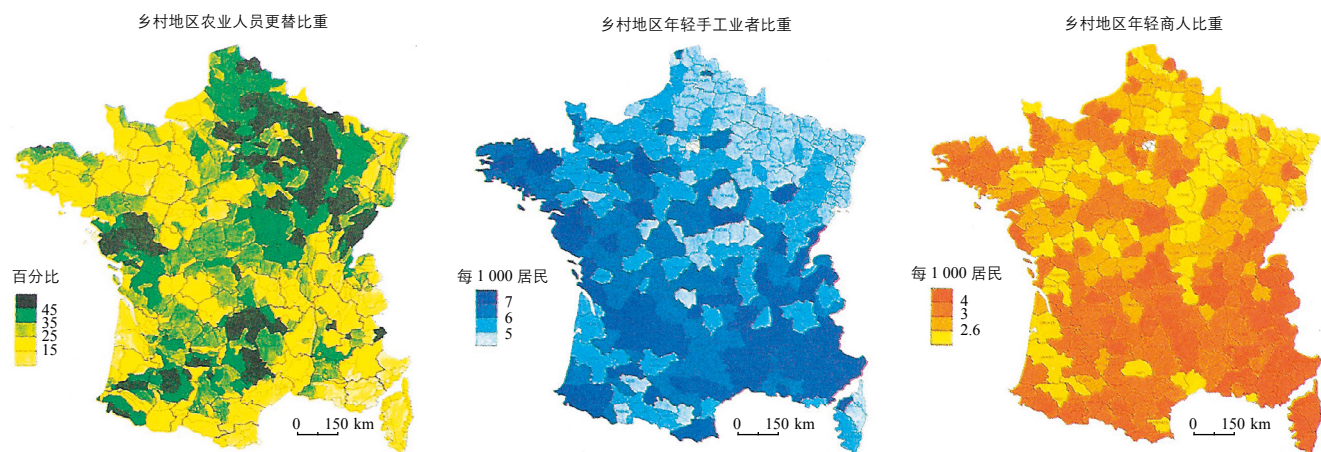 乡村地区农业人员更替比重
百分比
45
35
25
15
0 150 km
乡村地区年轻手工业者比重
每 1 000 居民
7
6
5
0 150 km
乡村地区年轻商人比重
每 1 000 居民
4
3
2.6
0 150 km